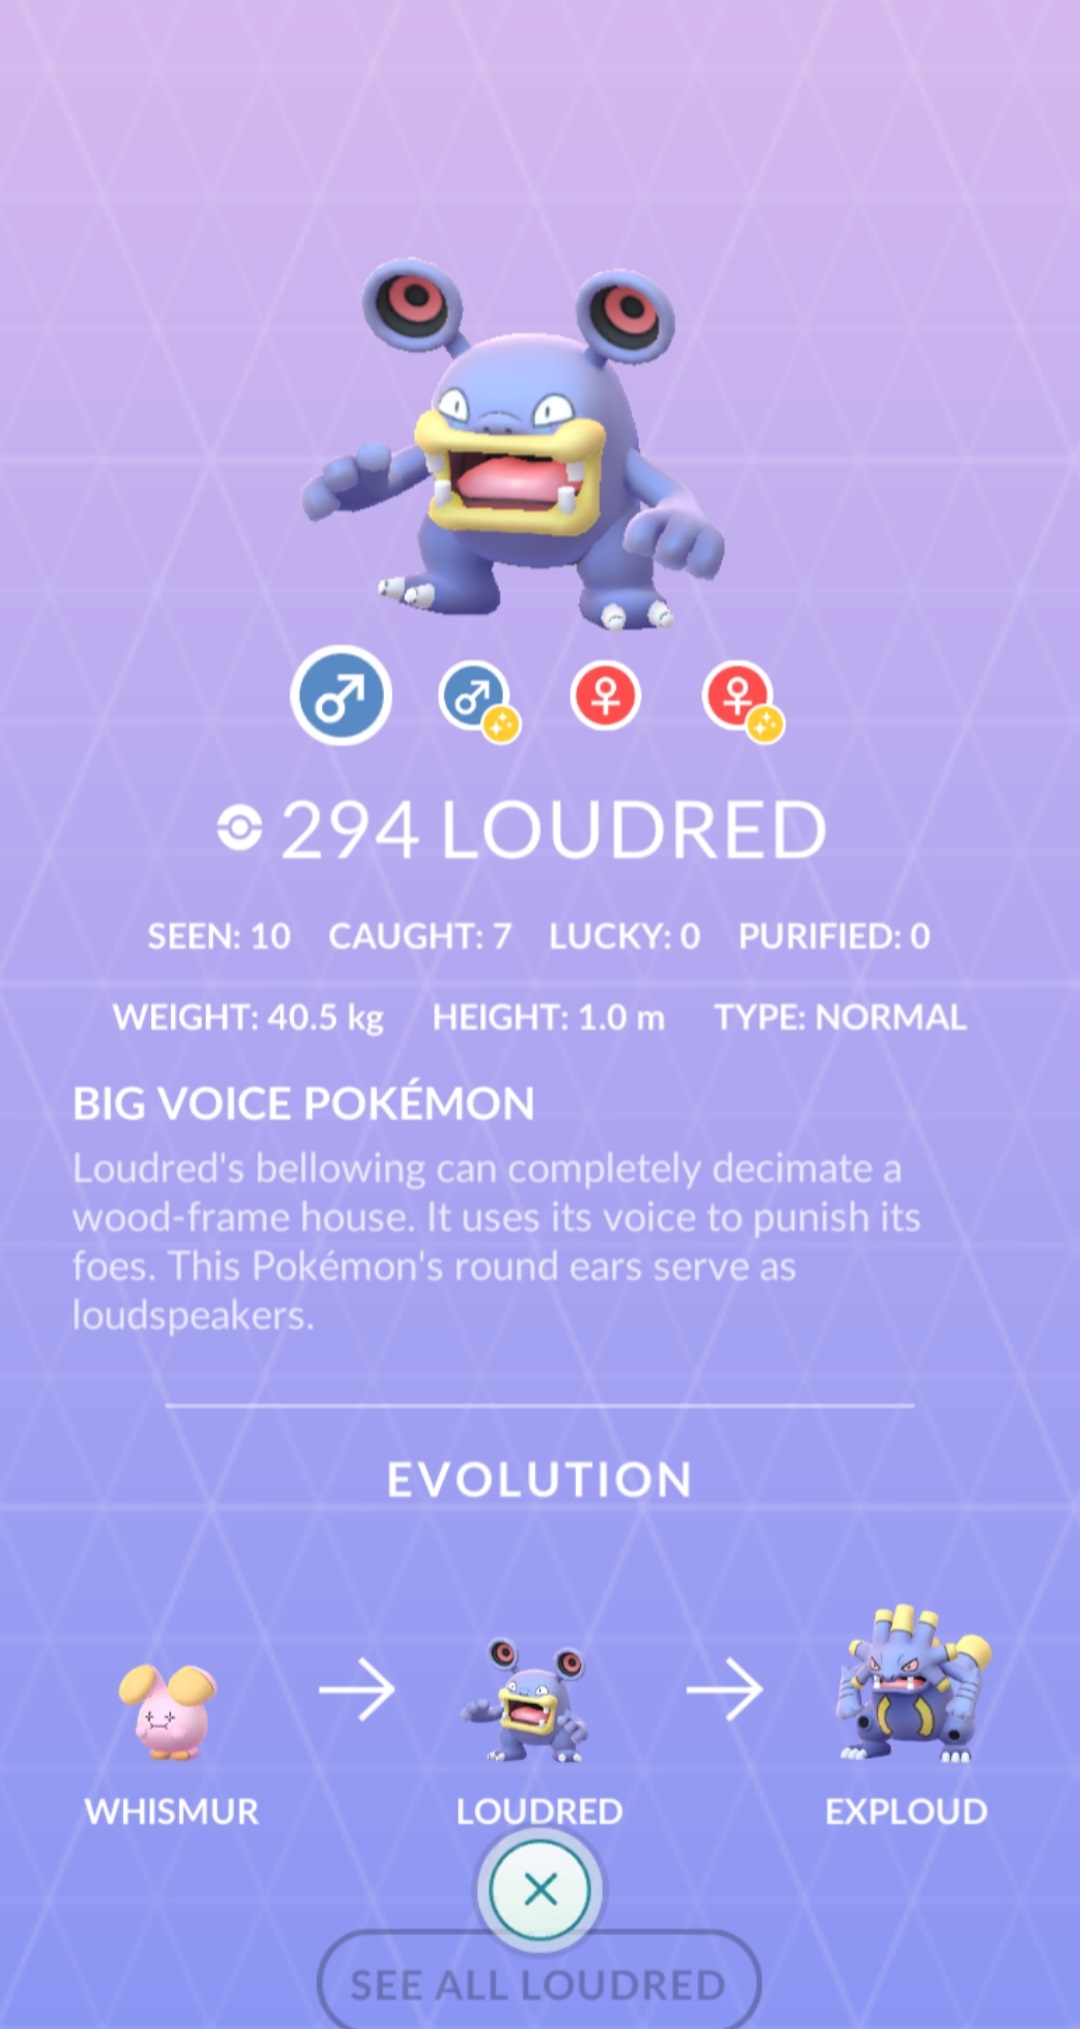 294 LOUDRED
SEEN: 10 CAUGHT: 7 LUCKY: 0 PURIFIED: 0
WEIGHT: 40.5 kg HEIGHT: 1.0 m TYPE: NORMAL
BIG VOICE POKÉMON
Loudred's bellowing can completely decimate a
wood-frame house. It uses its voice to punish its
foes. This Pokémon's round ears serve as
loudspeakers.
EVOLUTION
WHISMUR LOUDRED EXPLOUD
SEE ALL LOUDRED